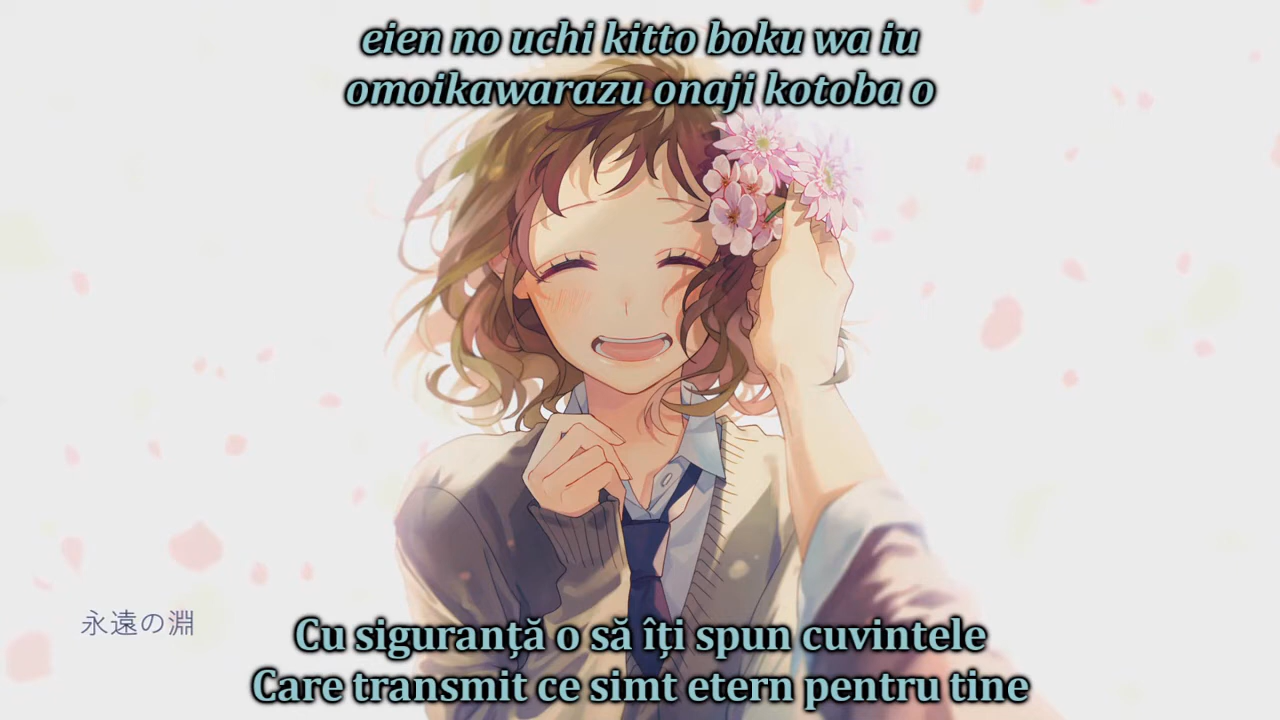 eien no uchi kitto boku wa iu
omoikawarazu onaji kotoba o
永遠の淵
Cu siguranță o să îți spun cuvintele
Care transmit ce simt etern pentru tine